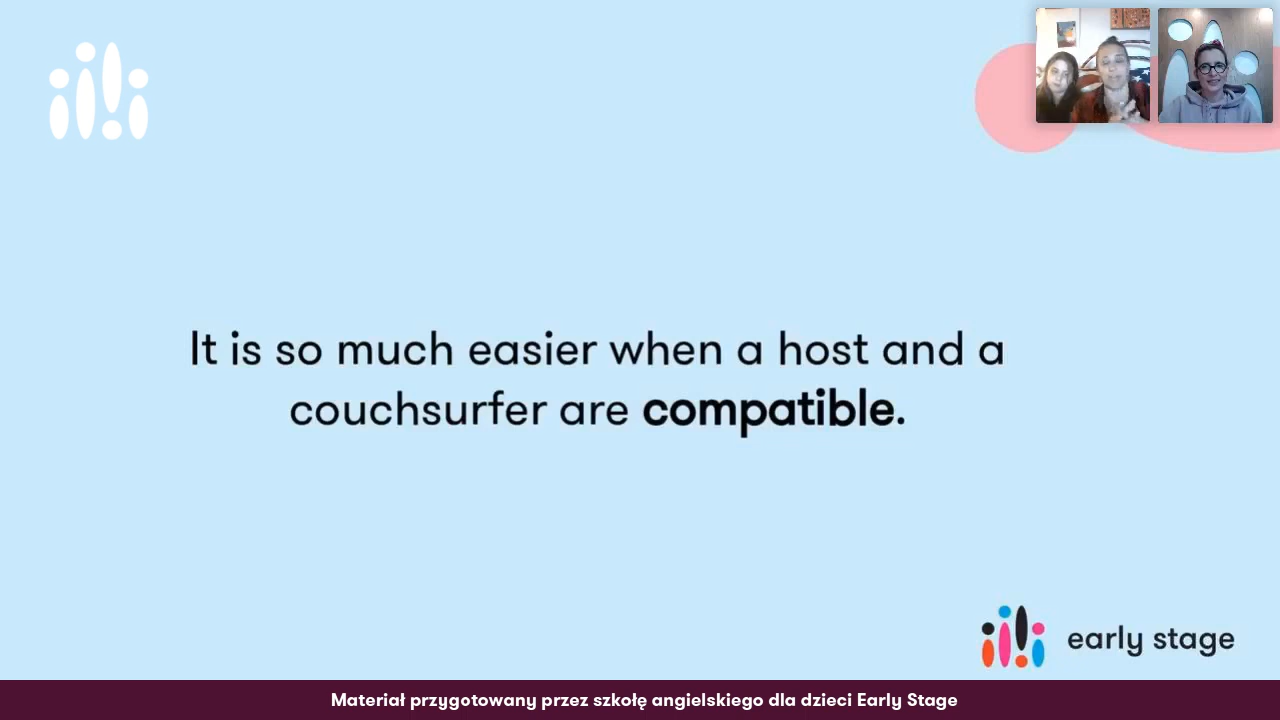 It is so much easier when a host and a
couchsurfer are compatible.
early stage
Materiał przygotowany przez szkołę angielskiego dla dzieci Early Stage